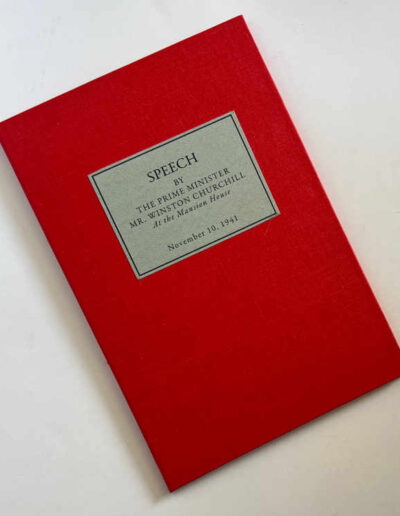 SPEECH
BY
THE PRIME MINISTER
MR. WINSTON CHURCHILL
At the Mansion House
November 10, 1941